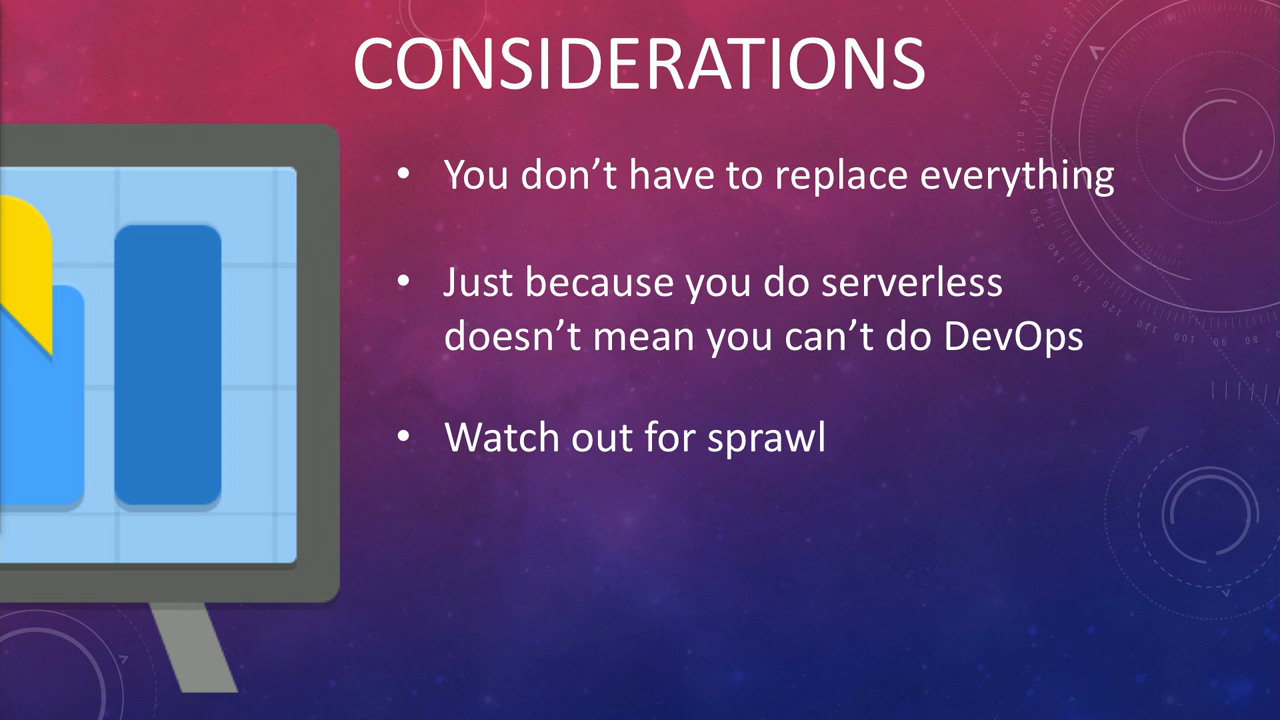 CONSIDERATIONS
• You don’t have to replace everything
• Just because you do serverless
doesn’t mean you can’t do DevOps
• Watch out for sprawl